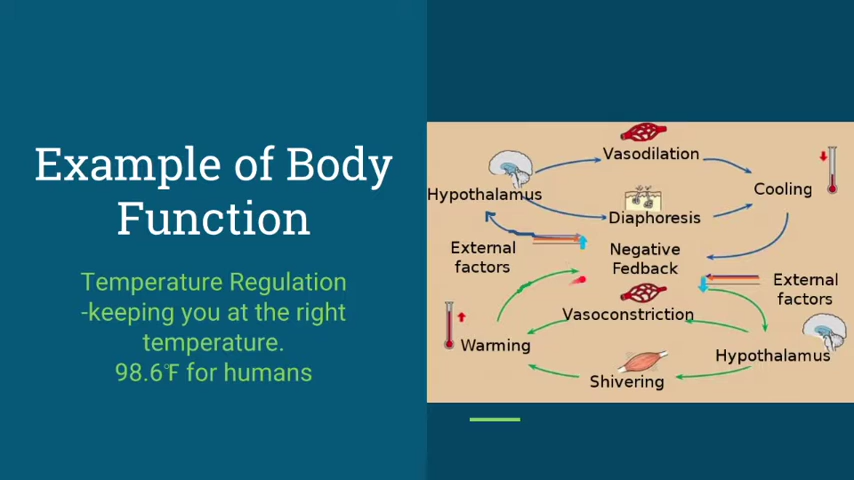 Example of Body
Function
Temperature Regulation
-keeping you at the right
temperature.
98.6℉ for humans
Vasodilation
Hypothalamus
Cooling
Diaphoresis
External
factors
Negative
Fedback
External
factors
Vasoconstriction
Warming
Hypothalamus
Shivering